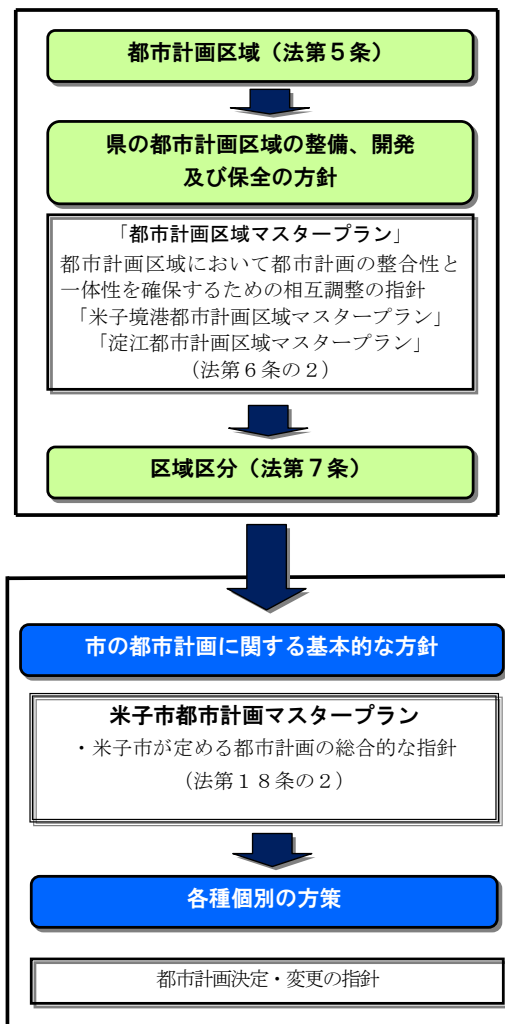 都市計画区域（法第５条）
県の都市計画区域の整備、開発
及び保全の方針
「都市計画区域マスタープラン」
都市計画区域において都市計画の整合性と
一体性を確保するための相互調整の指針
「米子境港都市計画区域マスタープラン」
「淀江都市計画区域マスタープラン」
（法第６条の２）
区域区分（法第７条）
市の都市計画に関する基本的な方針
米子市都市計画マスタープラン
・米子市が定める都市計画の総合的な指針
（法第１８条の２）
各種個別の方策
都市計画決定・変更の指針